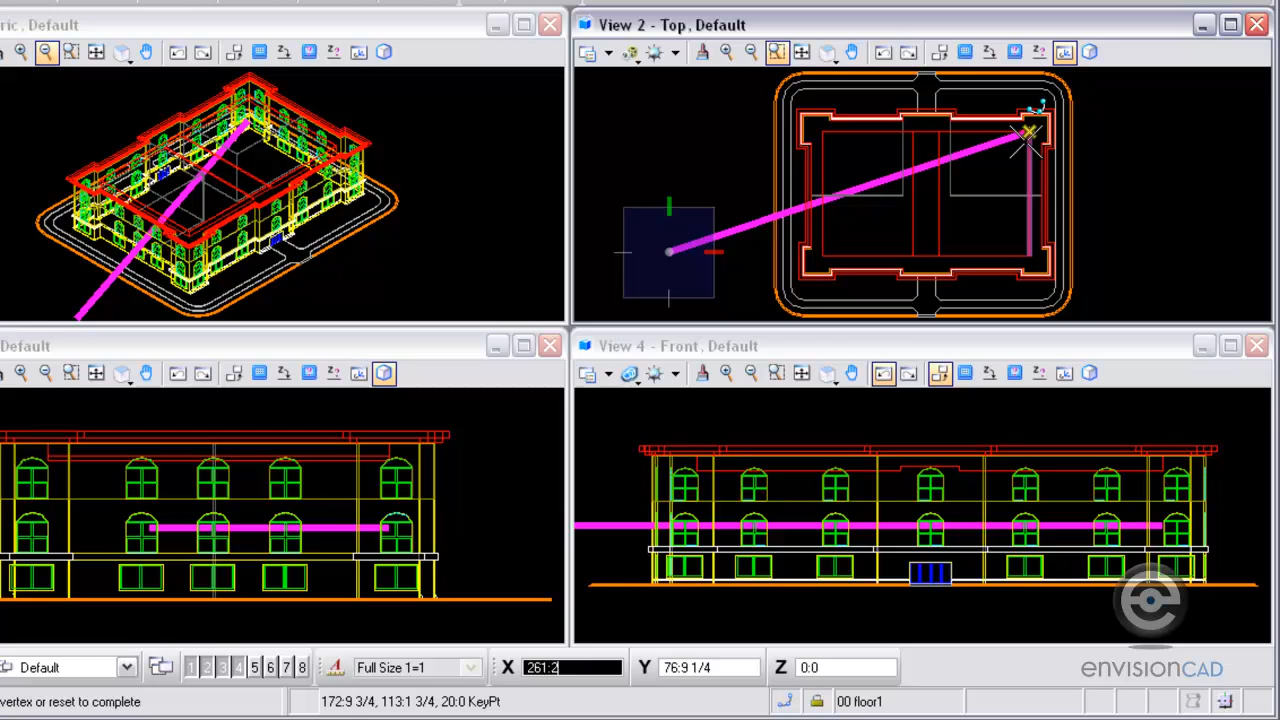 ric, Default
View 2 - Top, Default
Default
View 4 - Front, Default
Default
1 2 3 4 5 6 7 8
Full Size 1=1
X 261:2
Y 76:9 1/4
Z 0:0
envisionCAD
vertex or reset to complete
172:9 3/4, 113:1 3/4, 20:0 KeyPt
00 floor1